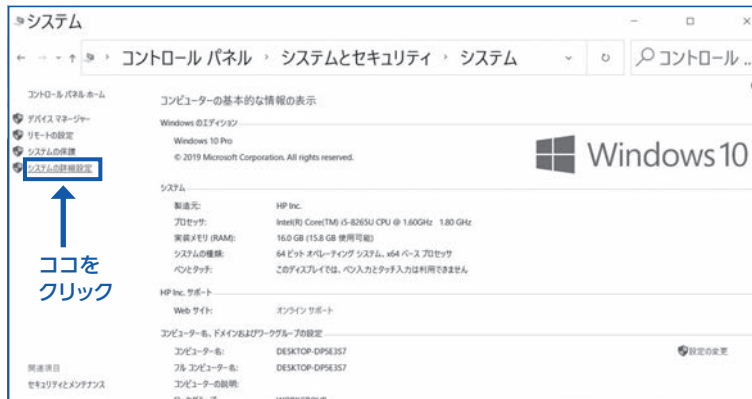 システム
コントロール パネル › システムとセキュリティ › システム
コントロール ...
コントロール パネル ホーム
デバイス マネージャー
リモートの設定
システムの保護
システムの詳細設定
ココを
クリック
関連項目
セキュリティとメンテナンス
コンピューターの基本的な情報の表示
Windows のエディション
Windows 10 Pro
© 2019 Microsoft Corporation. All rights reserved.
Windows 10
システム
製造元: HP Inc.
プロセッサ: Intel(R) Core(TM) i5-8265U CPU @ 1.60GHz 1.80 GHz
実装メモリ (RAM): 16.0 GB (15.8 GB 使用可能)
システムの種類: 64 ビット オペレーティング システム、x64 ベース プロセッサ
ペンとタッチ: このディスプレイでは、ペン入力とタッチ入力は利用できません
HP Inc. サポート
Web サイト: オンライン サポート
コンピューター名、ドメインおよびワークグループの設定
コンピューター名: DESKTOP-DP5E3S7
設定の変更
フル コンピューター名: DESKTOP-DP5E3S7
コンピューターの説明: